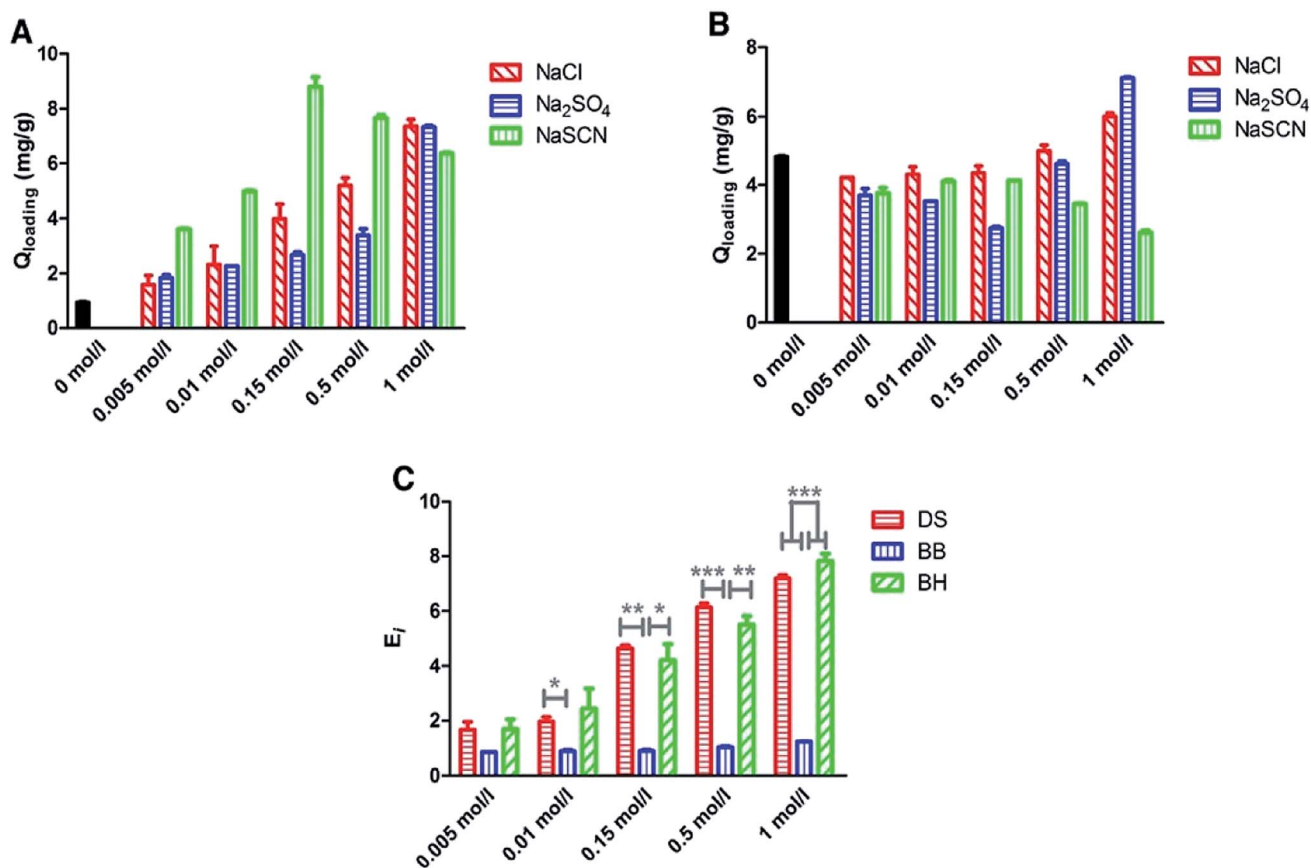 A
Q_loading (mg/g)
10
8
6
4
2
0
0 mol/l
0.005 mol/l
0.01 mol/l
0.15 mol/l
0.5 mol/l
1 mol/l
NaCl
Na₂SO₄
NaSCN
B
Q_loading (mg/g)
8
6
4
2
0
0 mol/l
0.005 mol/l
0.01 mol/l
0.15 mol/l
0.5 mol/l
1 mol/l
NaCl
Na₂SO₄
NaSCN
C
E_i
10
8
6
4
2
0
*
** *
*** **
***
0.005 mol/l
0.01 mol/l
0.15 mol/l
0.5 mol/l
1 mol/l
DS
BB
BH